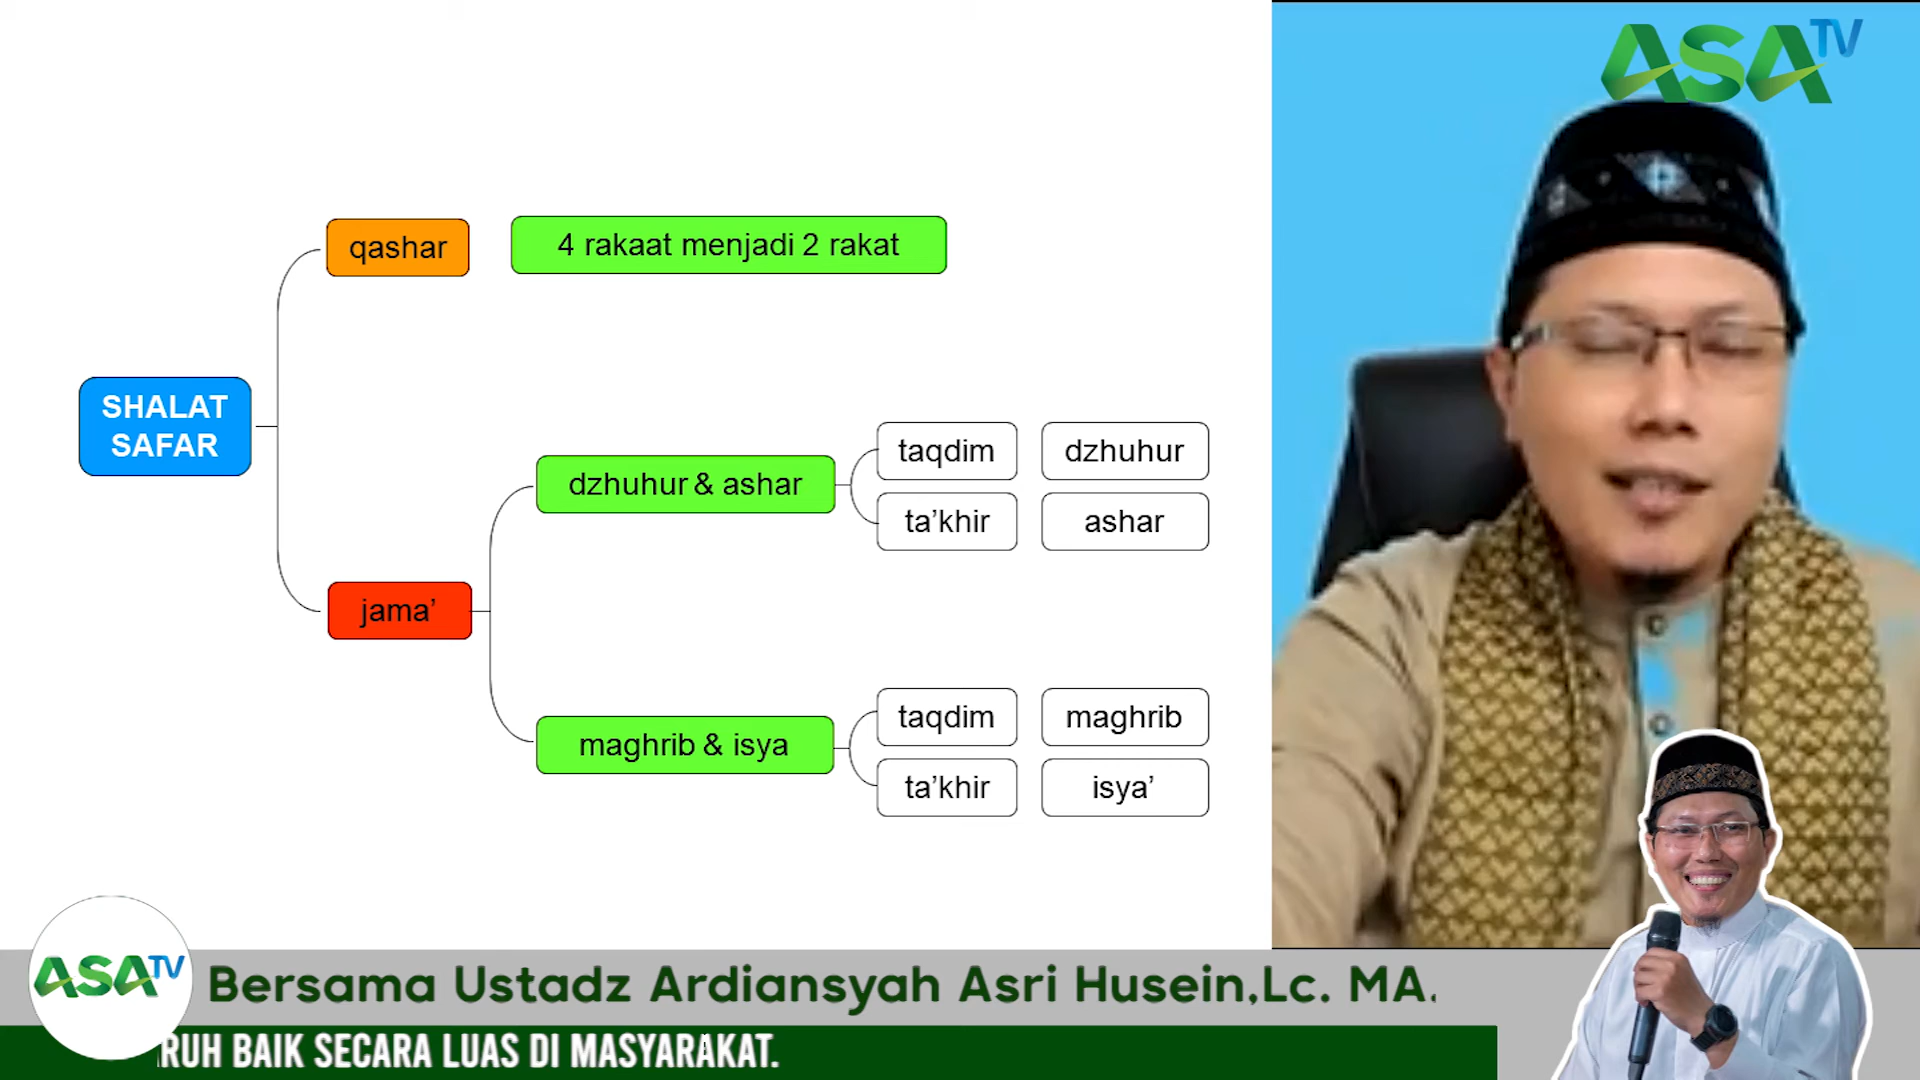 ASA TV
qashar
4 rakaat menjadi 2 rakat
SHALAT
SAFAR
dzhuhur & ashar
taqdim
dzhuhur
ta’khir
ashar
jama’
maghrib & isya
taqdim
maghrib
ta’khir
isya’
ASA TV
Bersama Ustadz Ardiansyah Asri Husein,Lc. MA.
RUH BAIK SECARA LUAS DI MASYARAKAT.